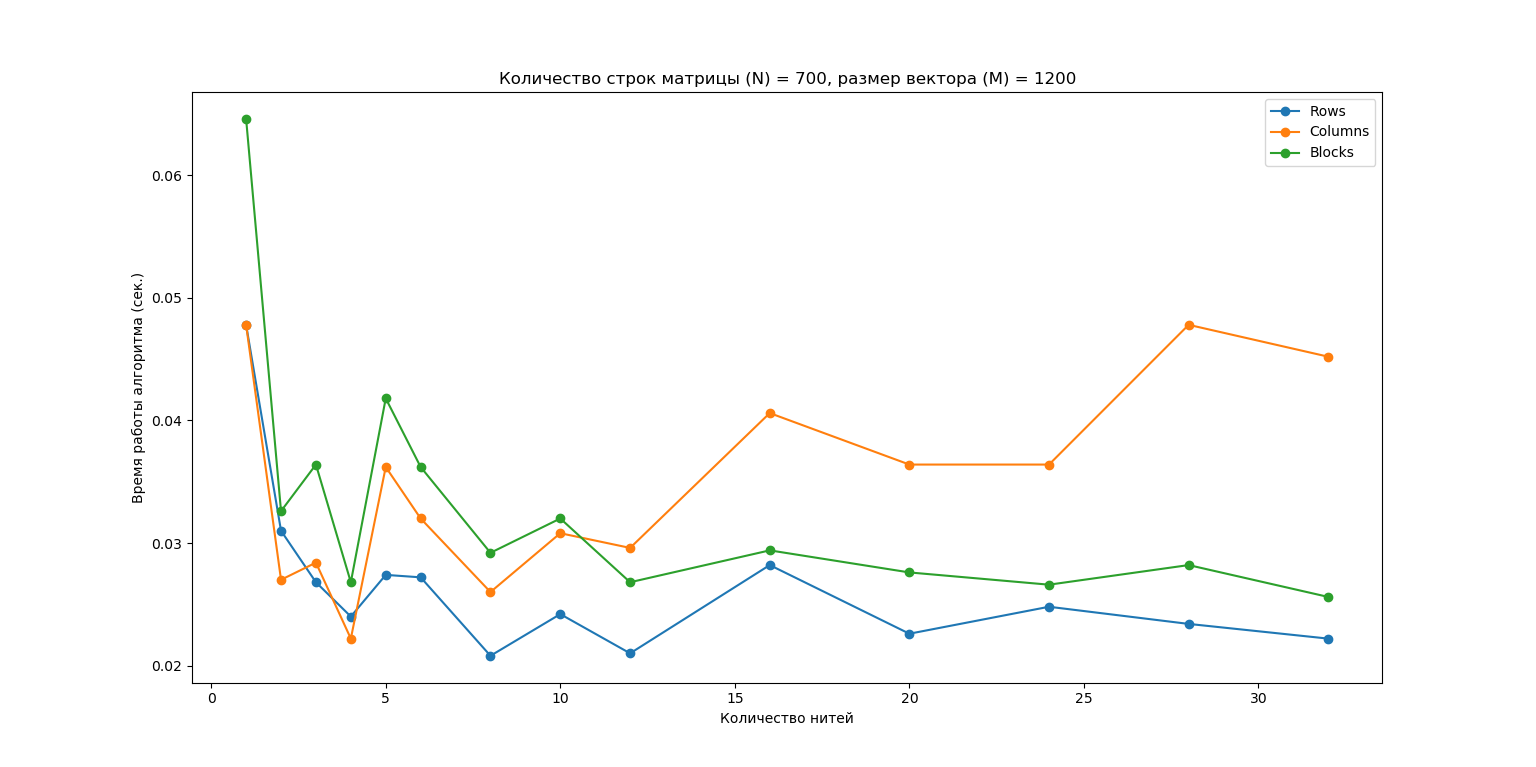 Количество строк матрицы (N) = 700, размер вектора (M) = 1200
Rows
Columns
Blocks
Время работы алгоритма (сек.)
0.06
0.05
0.04
0.03
0.02
0
5
10
15
20
25
30
Количество нитей